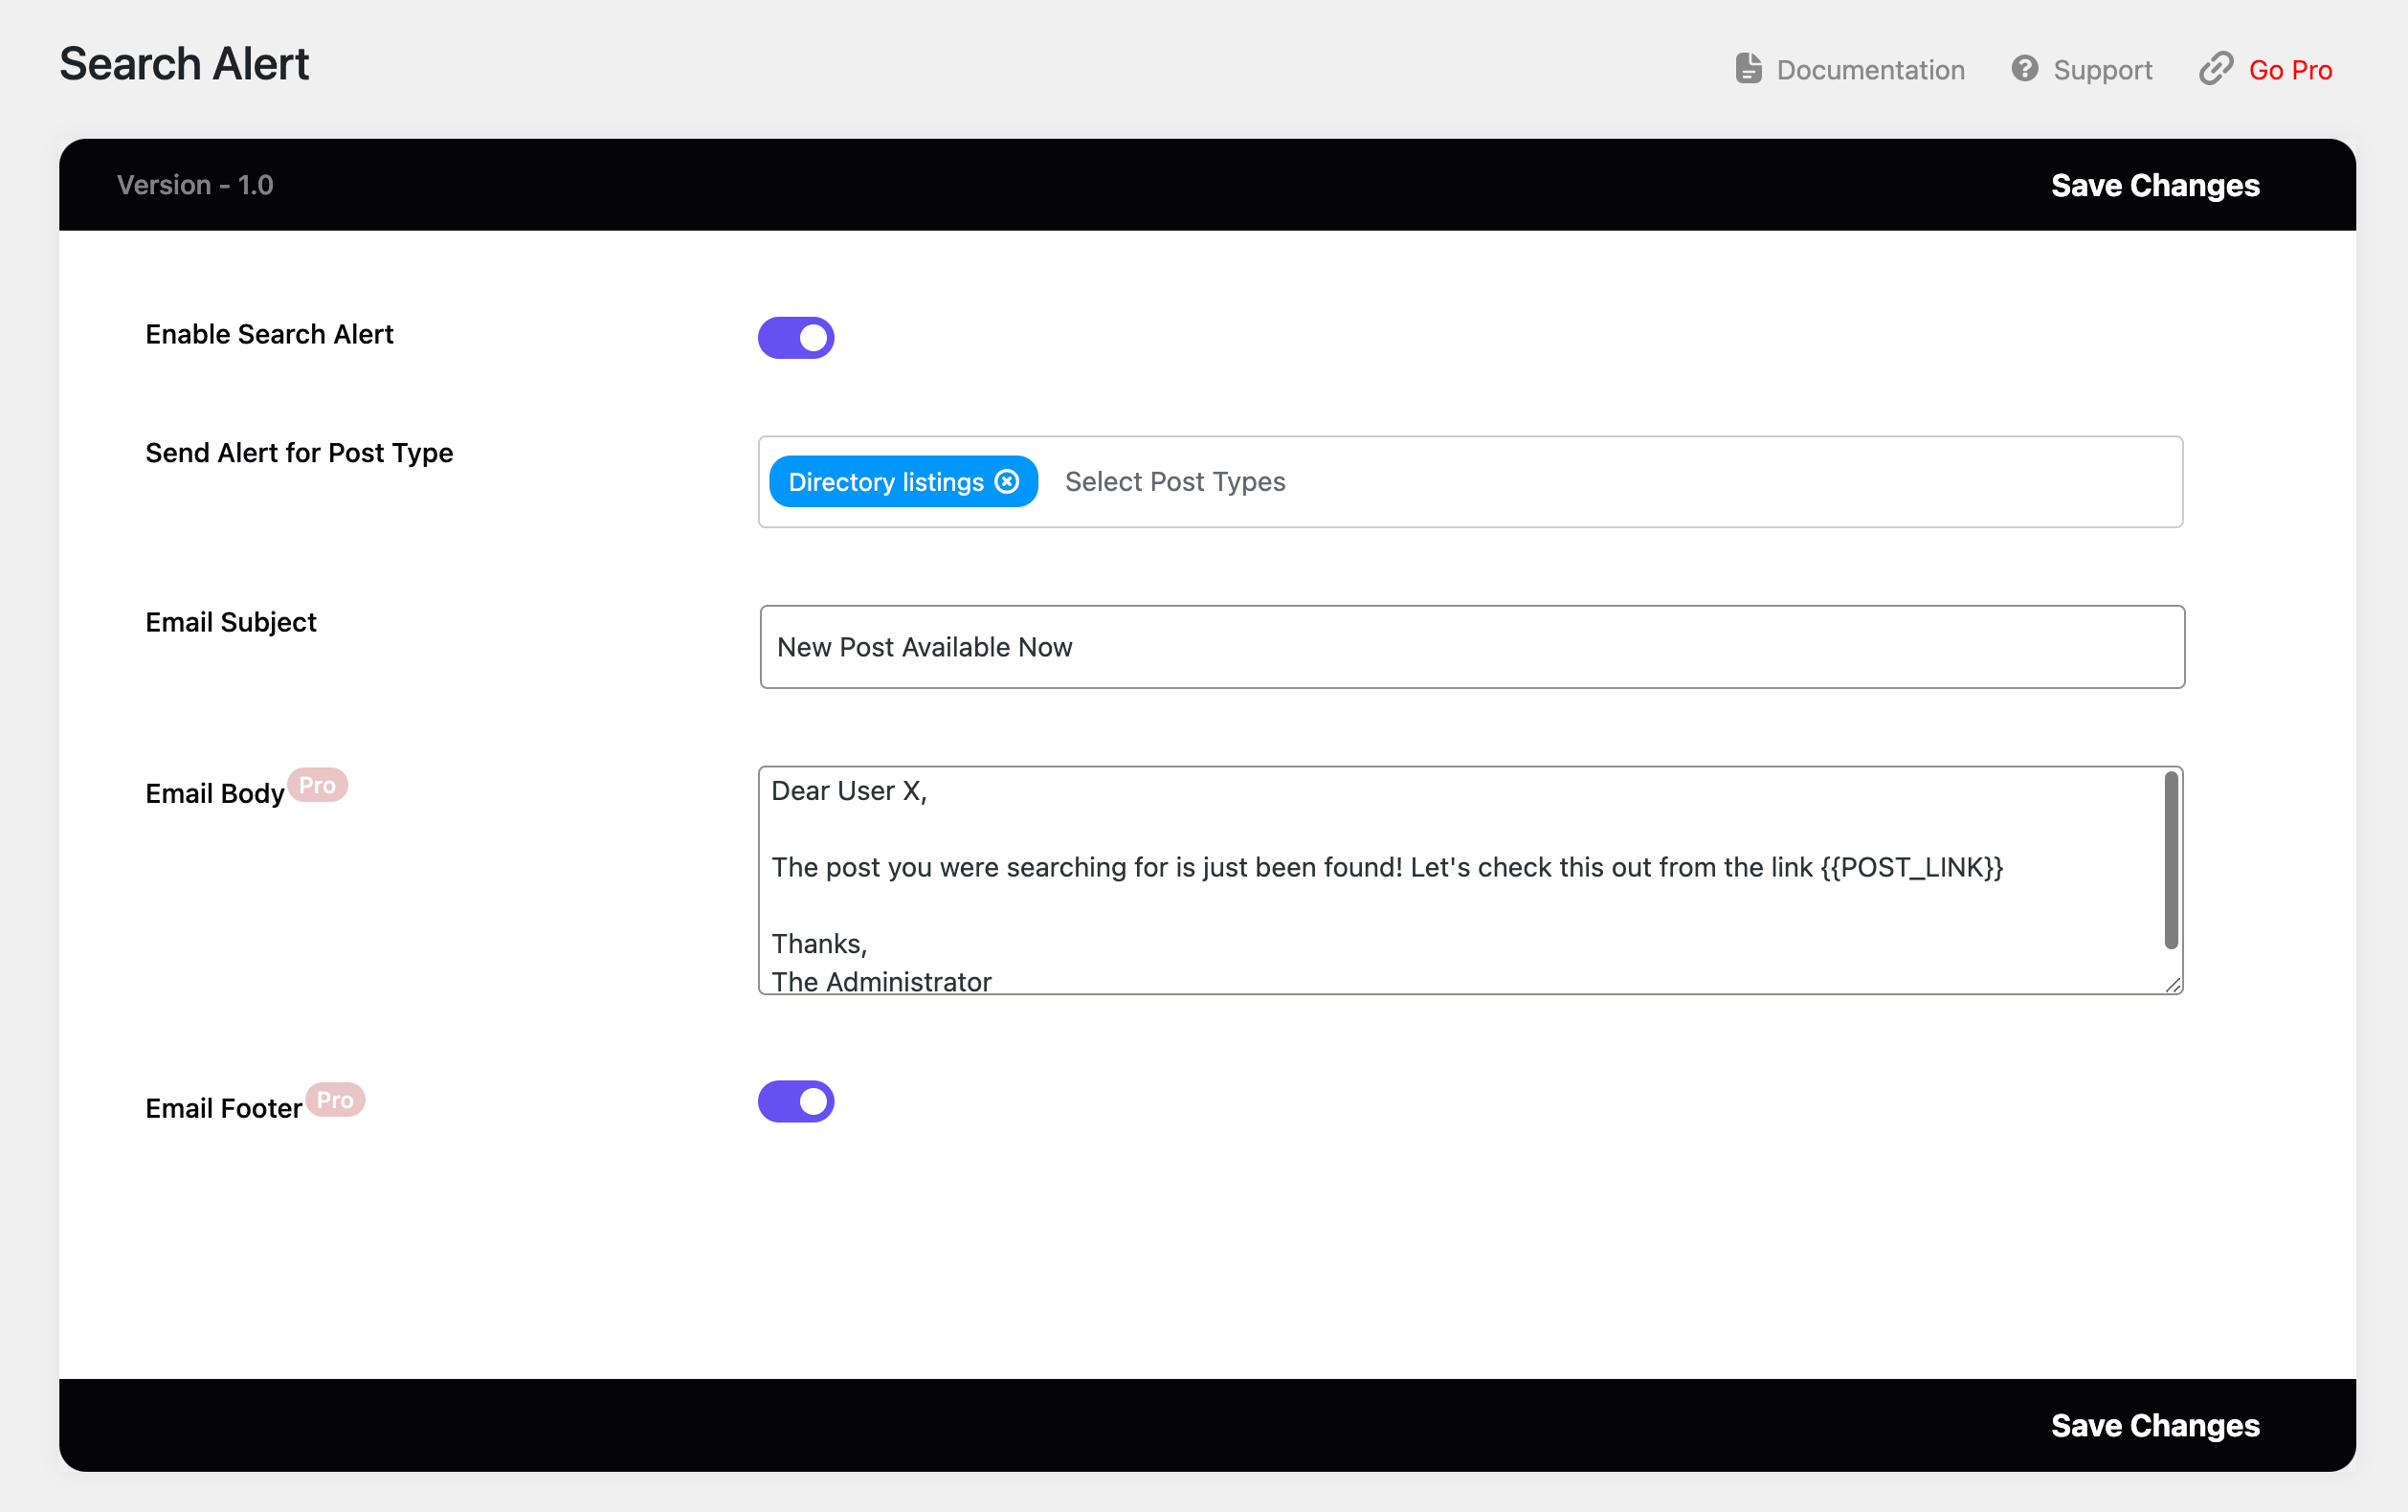 Search Alert
Documentation
Support
Go Pro
Version - 1.0
Save Changes
Enable Search Alert
Send Alert for Post Type
Directory listings
Select Post Types
Email Subject
New Post Available Now
Email Body Pro
Dear User X,
The post you were searching for is just been found! Let's check this out from the link {{POST_LINK}}
Thanks,
The Administrator
Email Footer Pro
Save Changes